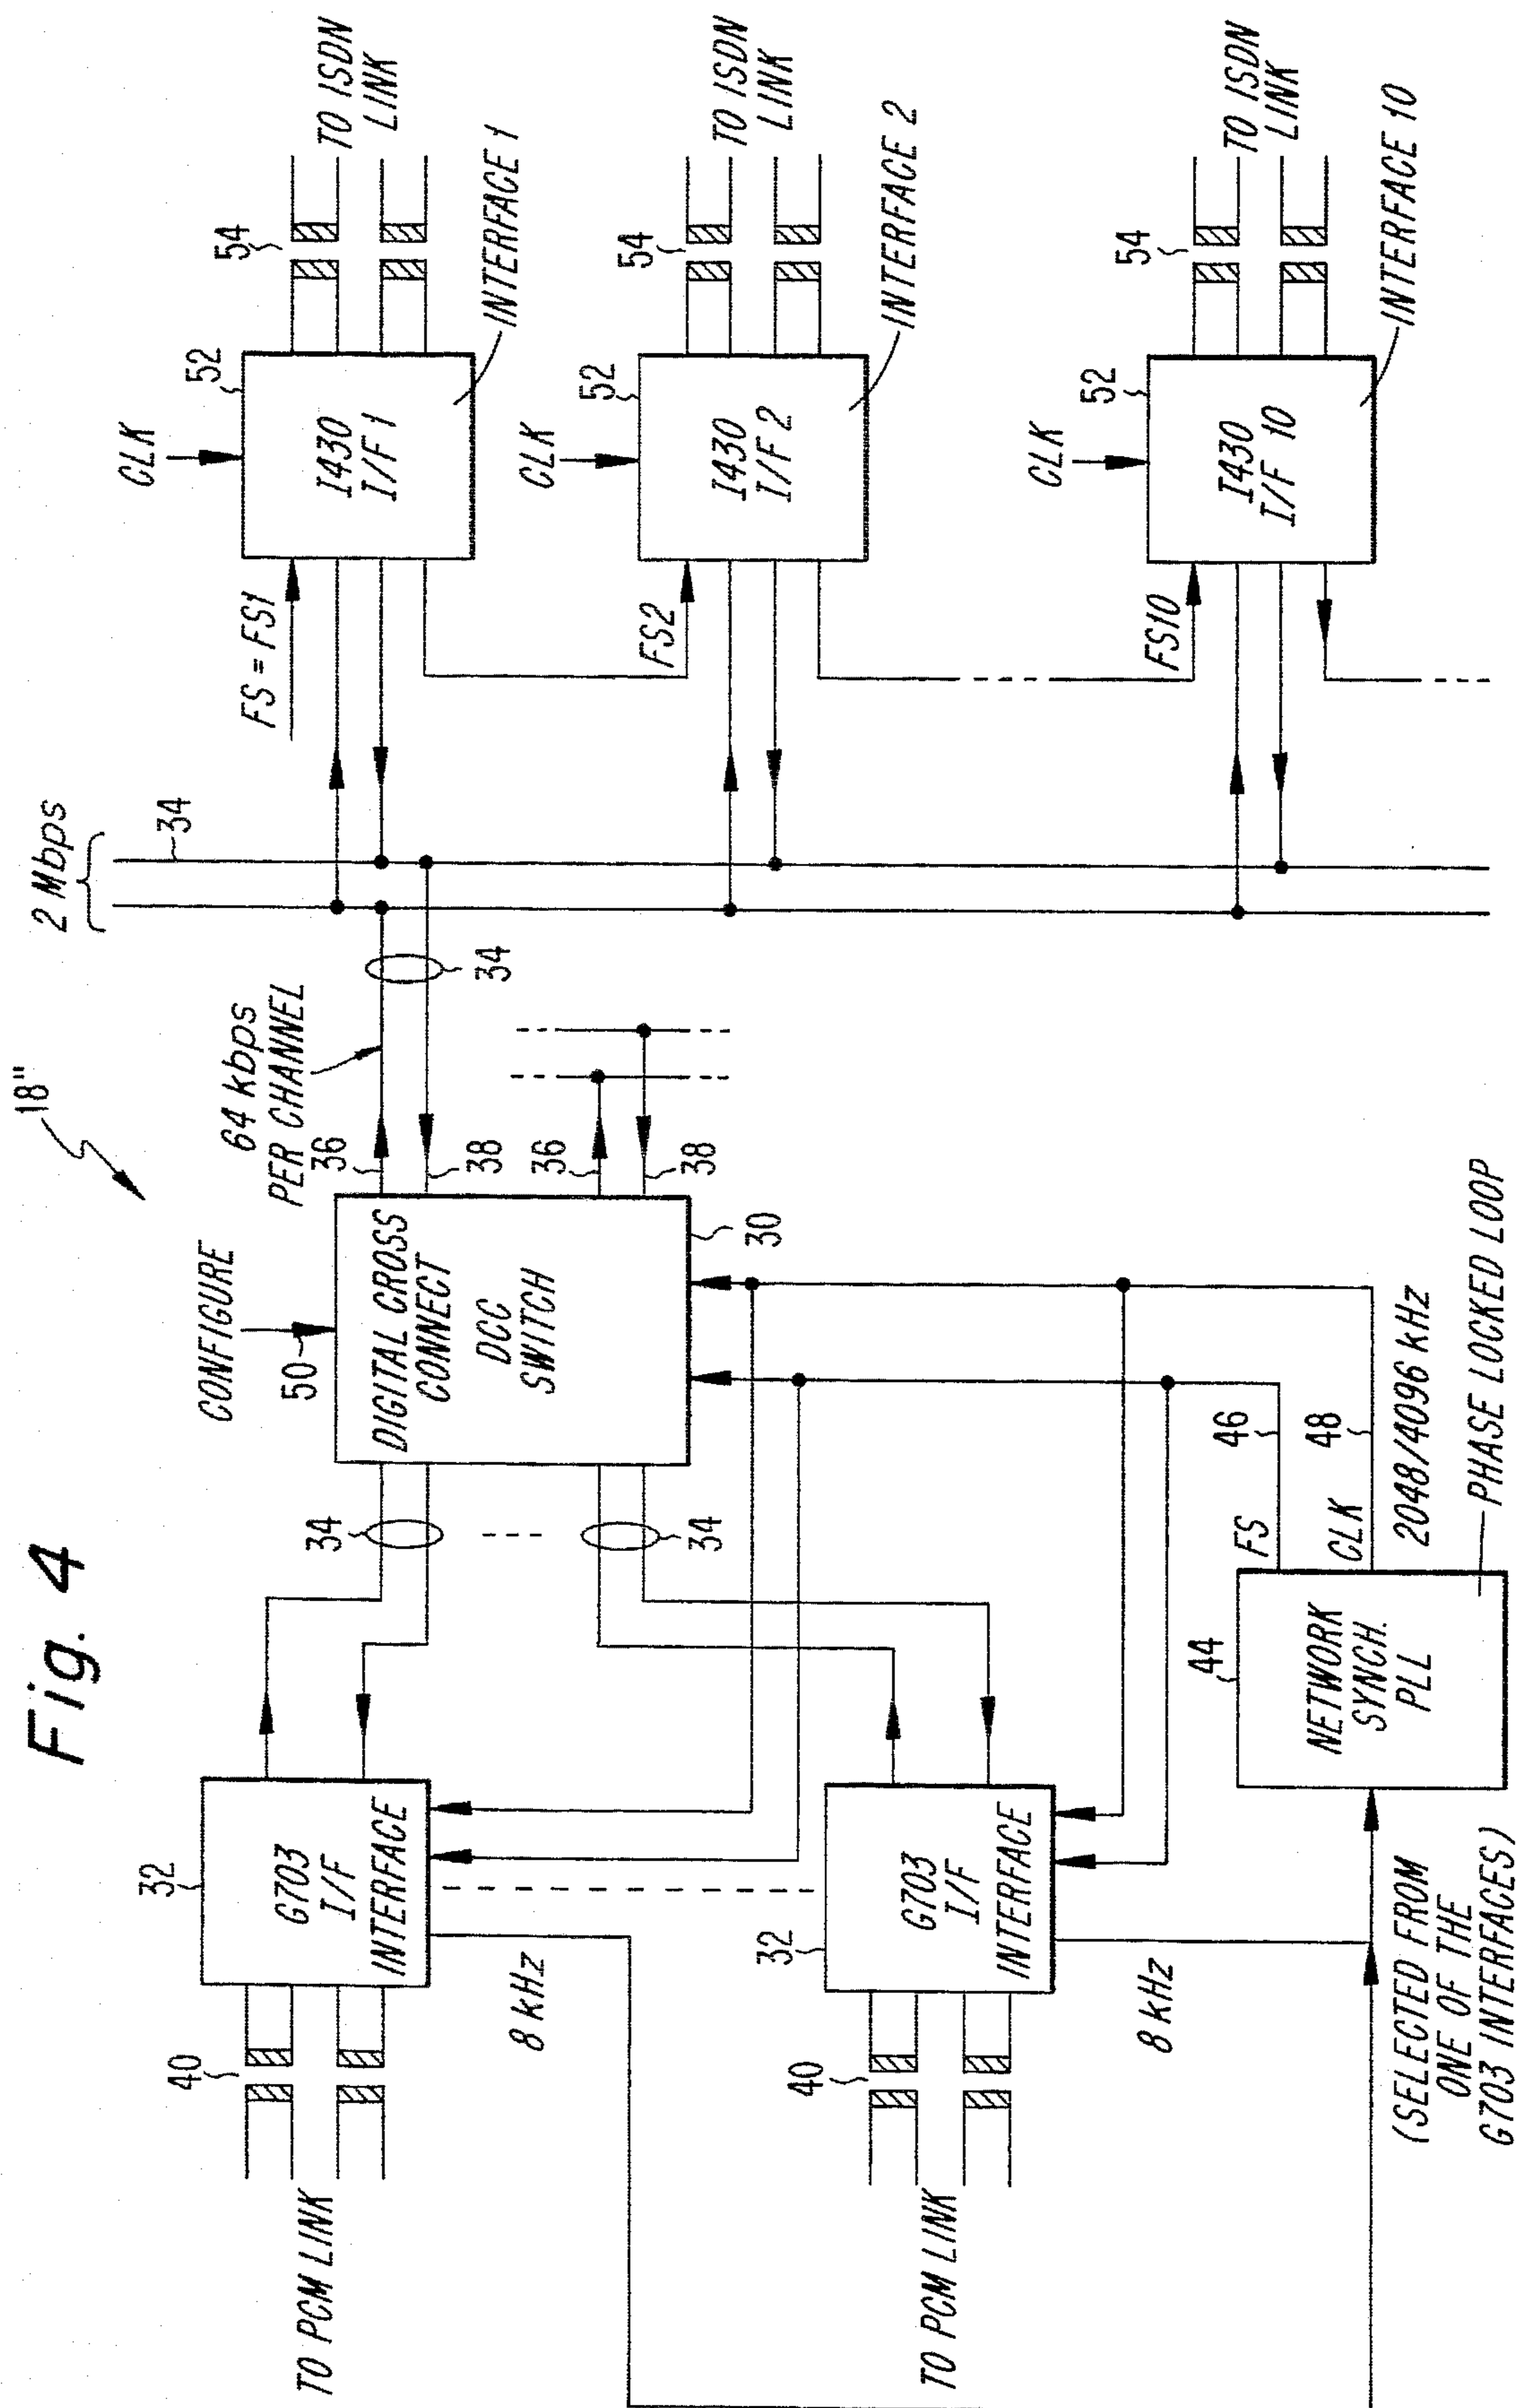 Fig. 4
18"
TO PCM LINK
40
32
G703
I/F
INTERFACE
8 kHz
34
CONFIGURE
50
DIGITAL CROSS
CONNECT
DCC
SWITCH
30
64 kbps
PER CHANNEL
36
38
34
2 Mbps
34
FS = FS1
CLK
52
I430
I/F 1
INTERFACE 1
54
TO ISDN
LINK
TO PCM LINK
40
32
G703
I/F
INTERFACE
8 kHz
34
36
38
FS2
CLK
52
I430
I/F 2
INTERFACE 2
54
TO ISDN
LINK
(SELECTED FROM
ONE OF THE
G703 INTERFACES)
44
NETWORK
SYNCH.
PLL
FS
46
CLK
48
2048/4096 kHz
PHASE LOCKED LOOP
FS10
CLK
52
I430
I/F 10
INTERFACE 10
54
TO ISDN
LINK